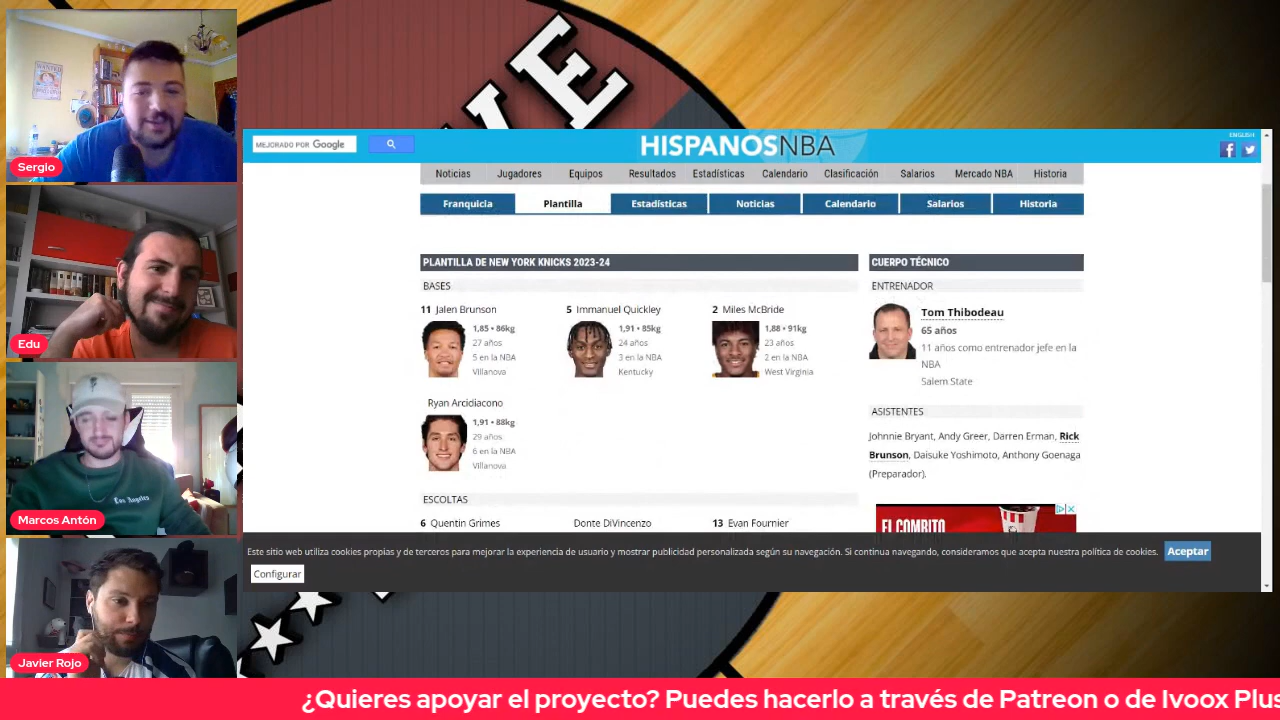 WANTED
Sergio
Edu
Los Angeles
Marcos Antón
Javier Rojo
VE
MEJORADO POR Google
HISPANOSNBA
ENGLISH
Noticias Jugadores Equipos Resultados Estadísticas Calendario Clasificación Salarios Mercado NBA Historia
Franquicia Plantilla Estadísticas Noticias Calendario Salarios Historia
PLANTILLA DE NEW YORK KNICKS 2023-24
BASES
11 Jalen Brunson
1,85 • 86kg
27 años
5 en la NBA
Villanova
5 Immanuel Quickley
1,91 • 85kg
24 años
3 en la NBA
Kentucky
2 Miles McBride
1,88 • 91kg
23 años
2 en la NBA
West Virginia
Ryan Arcidiacono
1,91 • 88kg
29 años
6 en la NBA
Villanova
ESCOLTAS
6 Quentin Grimes
Donte DiVincenzo
13 Evan Fournier
CUERPO TÉCNICO
ENTRENADOR
Tom Thibodeau
65 años
11 años como entrenador jefe en la
NBA
Salem State
ASISTENTES
Johnnie Bryant, Andy Greer, Darren Erman, Rick
Brunson, Daisuke Yoshimoto, Anthony Goenaga
(Preparador).
EL COMBITO
Este sitio web utiliza cookies propias y de terceros para mejorar la experiencia de usuario y mostrar publicidad personalizada según su navegación. Si continua navegando, consideramos que acepta nuestra política de cookies. Aceptar
Configurar
¿Quieres apoyar el proyecto? Puedes hacerlo a través de Patreon o de Ivoox Plus